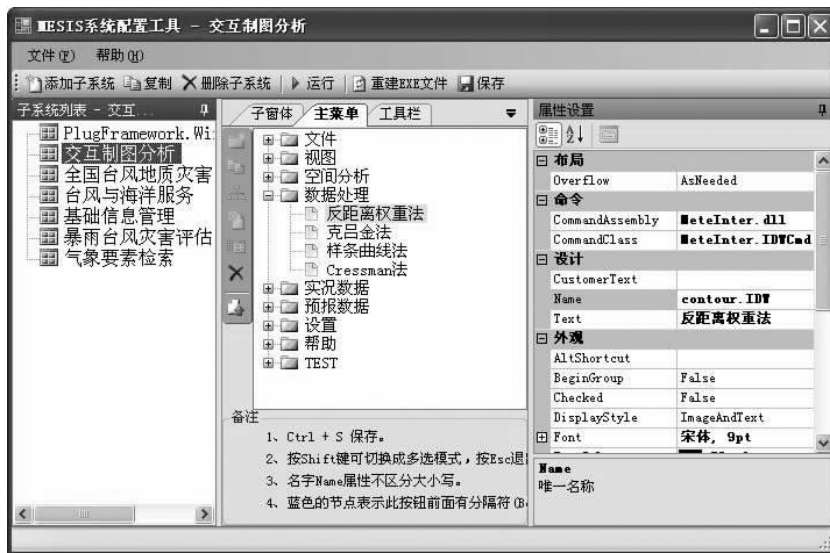 MESIS系统配置工具 - 交互制图分析
文件(F) 帮助(H)
添加子系统 复制 删除子系统 运行 重建EXE文件 保存
子系统列表 - 交互...
PlugFramework.Wi
交互制图分析
全国台风地质灾害
台风与海洋服务
基础信息管理
暴雨台风灾害评估
气象要素检索
子窗体 主菜单 工具栏
文件
视图
空间分析
数据处理
反距离权重法
克吕金法
样条曲线法
Cressman法
实况数据
预报数据
设置
帮助
TEST
备注
1、Ctrl + S 保存。
2、按Shift键可切换成多选模式，按Esc退
3、名字Name属性不区分大小写。
4、蓝色的节点表示此按钮前面有分隔符(B
属性设置
布局
Overflow AsNeeded
命令
CommandAssembly MeteInter.dll
CommandClass MeteInter.IDWCmd
设计
CustomerText
Name contour.IDW
Text 反距离权重法
外观
AltShortcut
BeginGroup False
Checked False
DisplayStyle ImageAndText
Font 宋体, 9pt
Name
唯一名称